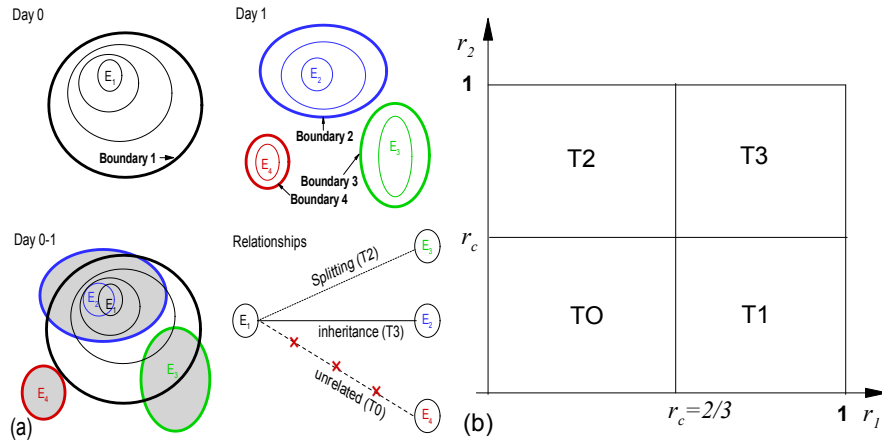 Day 0
E1
Boundary 1
Day 1
E2
Boundary 2
E3
E4
Boundary 3
Boundary 4
Day 0-1
E2
E1
E3
E4
(a)
Relationships
E1
Splitting (T2)
E3
inheritance (T3)
E2
unrelated (T0)
E4
r2
1
T2
T3
rc
TO
T1
(b)
rc=2/3
1
r1